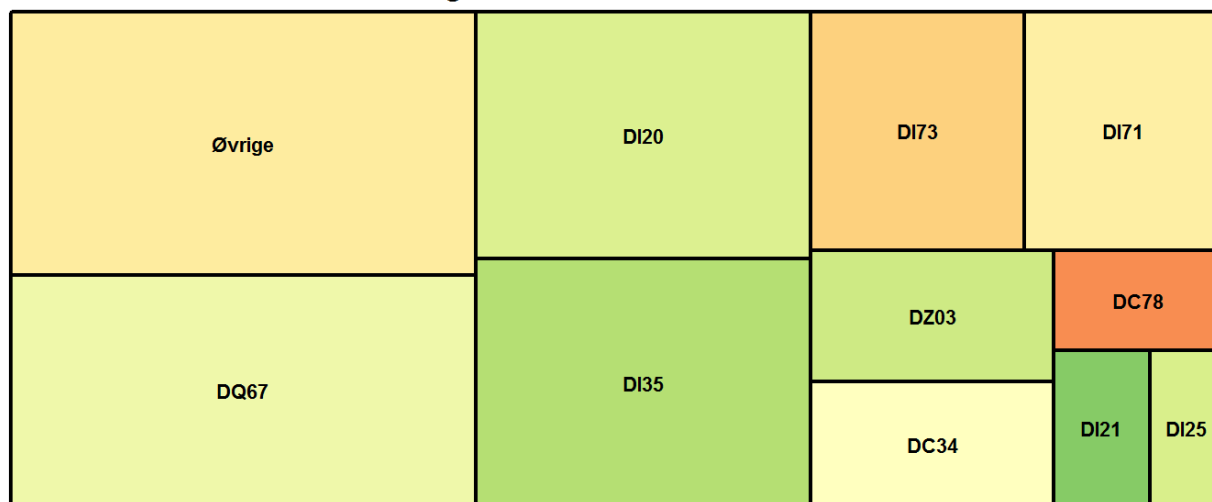 Øvrige
DI20
DI73
DI71
DQ67
DI35
DZ03
DC78
DC34
DI21
DI25